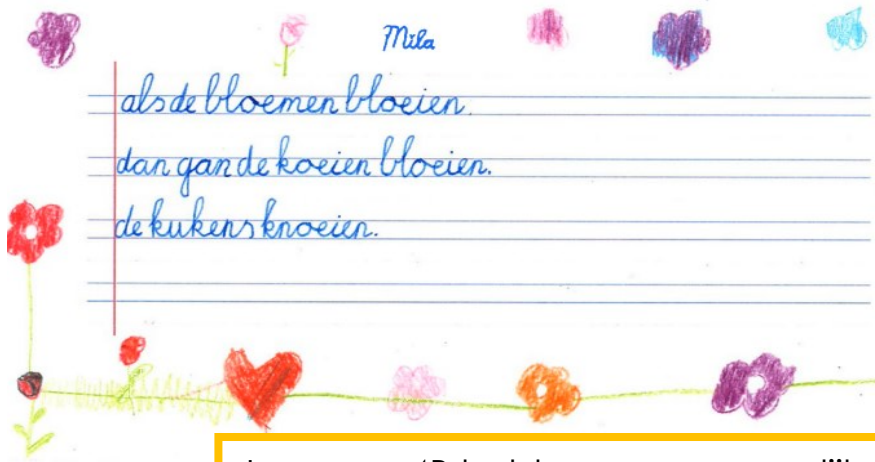 Mila
als de bloemen bloeien.
dan gan de koeien bloeien.
de kukens knoeien.